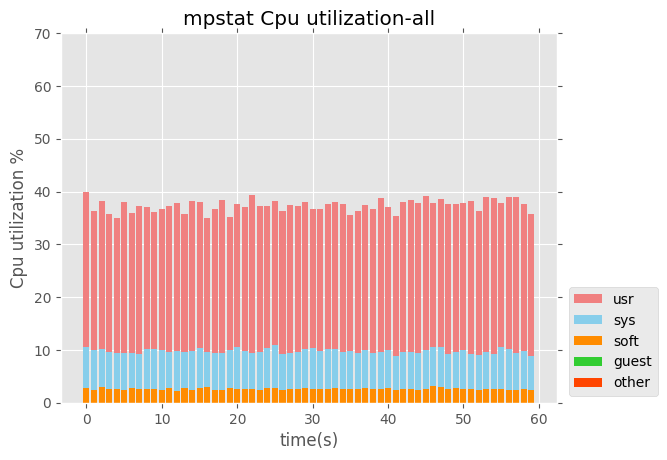 mpstat Cpu utilization-all
70
60
50
40
30
20
10
0
Cpu utilization %
0 10 20 30 40 50 60
time(s)
usr
sys
soft
guest
other